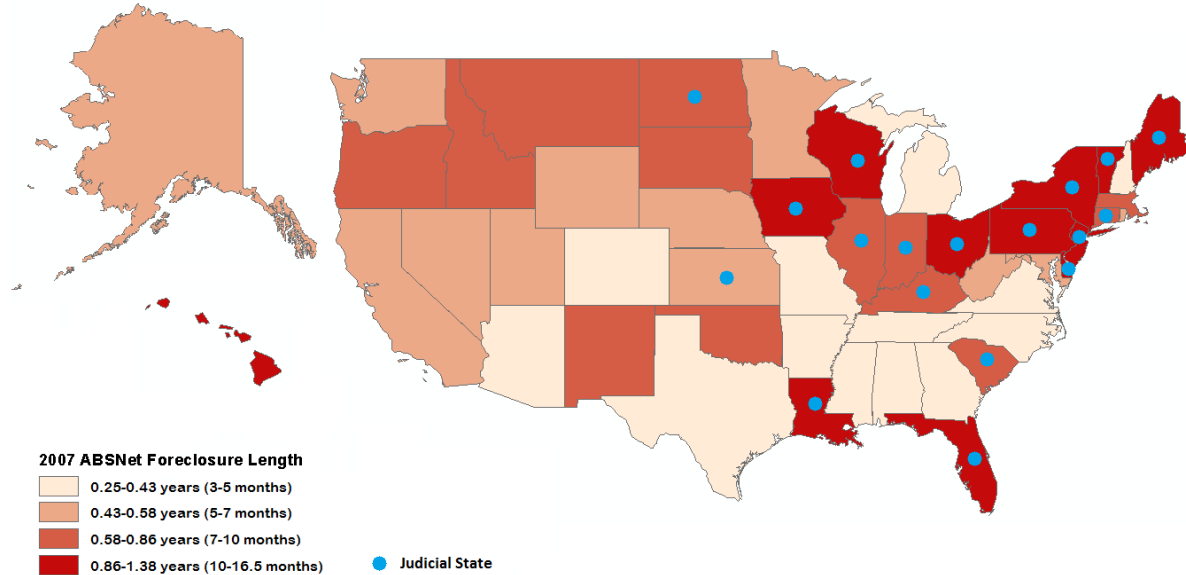 2007 ABSNet Foreclosure Length
0.25-0.43 years (3-5 months)
0.43-0.58 years (5-7 months)
0.58-0.86 years (7-10 months)
0.86-1.38 years (10-16.5 months)
Judicial State